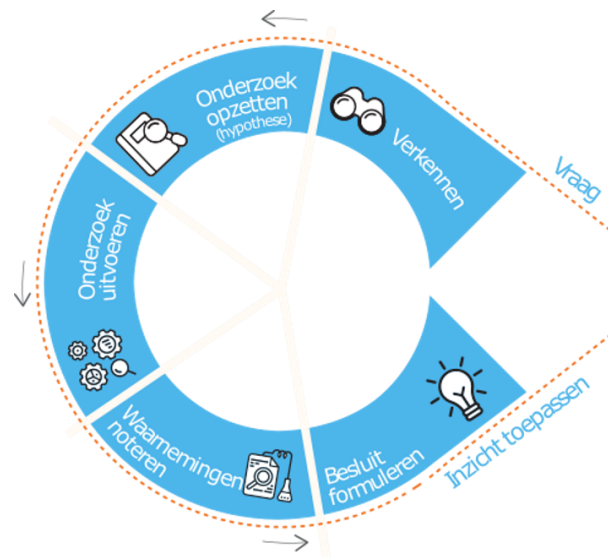 Vraag
Verkennen
Onderzoek
opzetten
(hypothese)
Onderzoek
uitvoeren
Waarnemingen
noteren
Besluit
formuleren
Inzicht toepassen